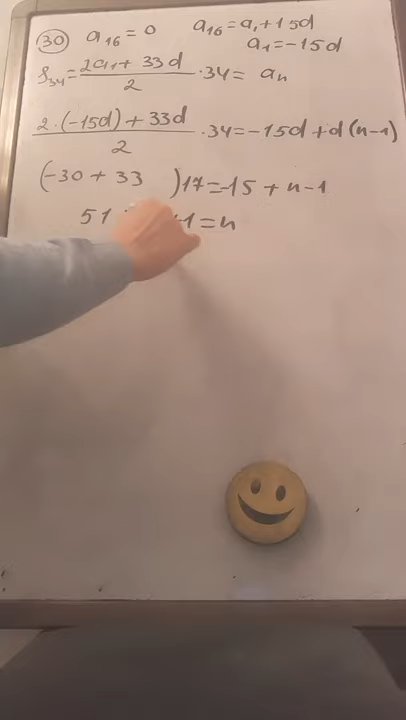 30 a16 = 0 a16 = a1 + 15d
a1 = -15d
S34 = 2a1 + 33d / 2 · 34 = an
2 · (-15d) + 33d / 2 · 34 = -15d + d(n-1)
(-30 + 33 )17 = -15 + n - 1
51 1 = n